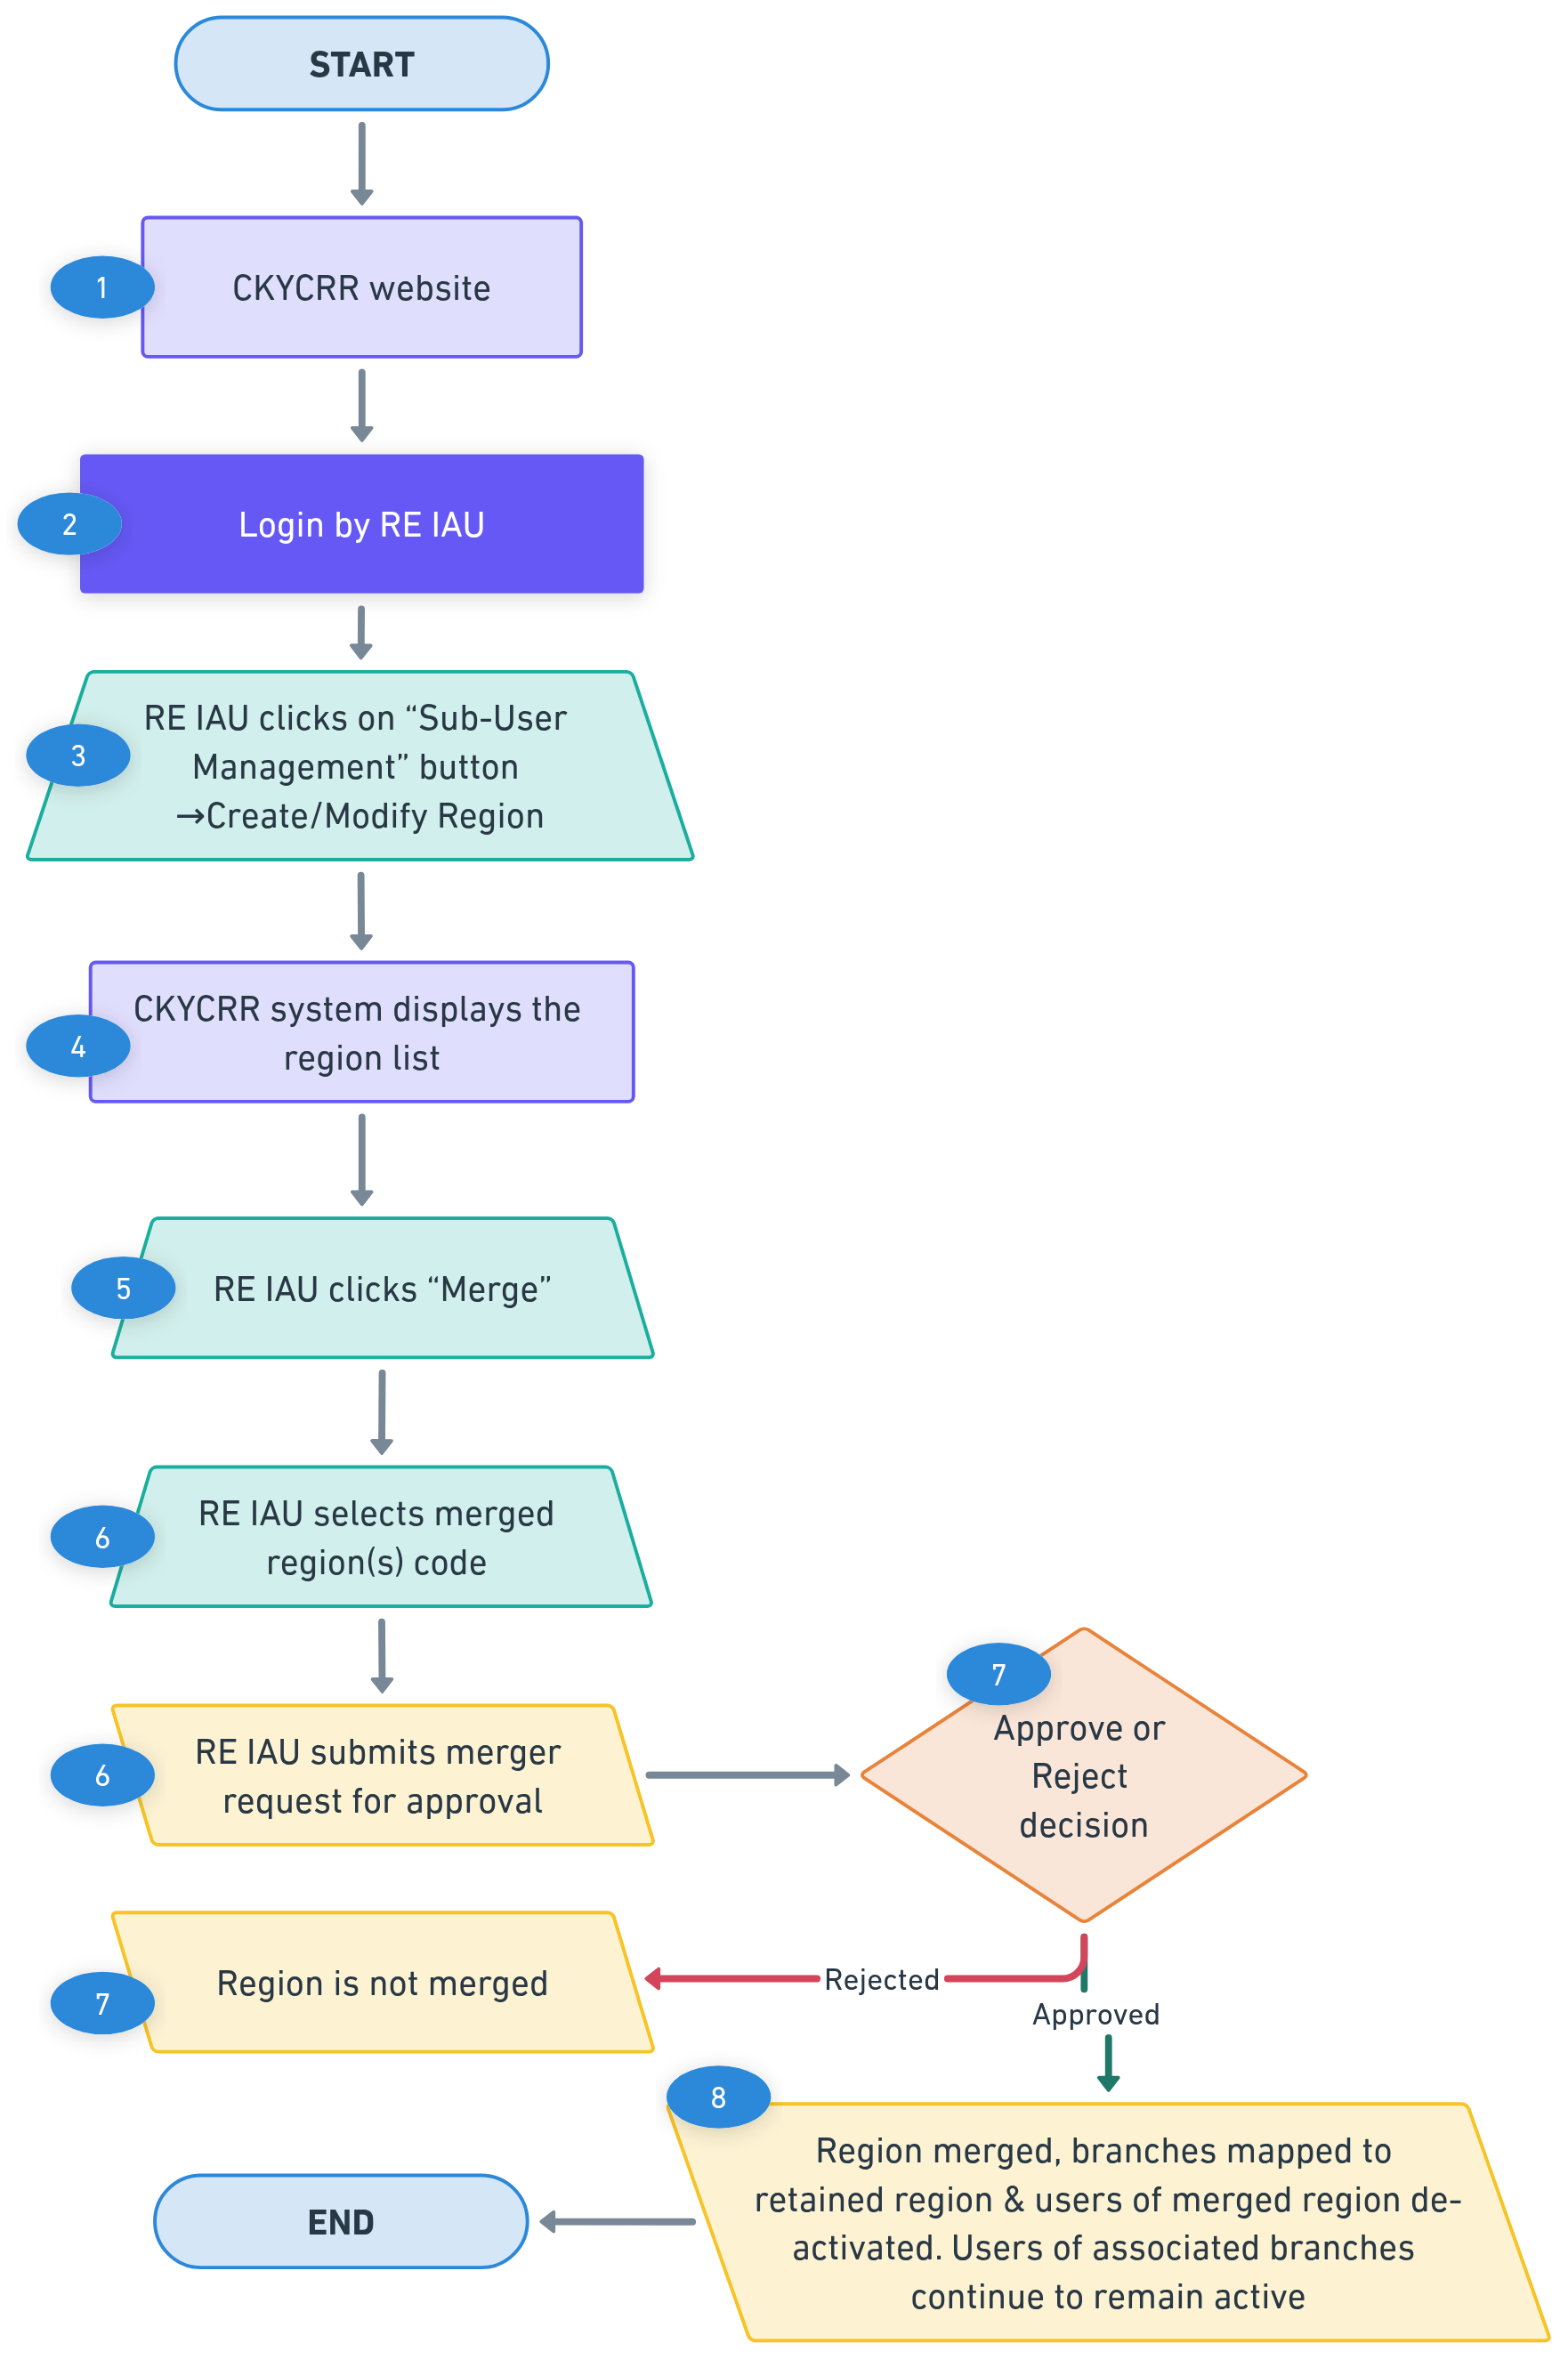 START
1
CKYCRR website
2
Login by RE IAU
3
RE IAU clicks on “Sub-User
Management” button
→Create/Modify Region
4
CKYCRR system displays the
region list
5
RE IAU clicks “Merge”
6
RE IAU selects merged
region(s) code
6
RE IAU submits merger
request for approval
7
Approve or
Reject
decision
Rejected
Approved
7
Region is not merged
8
Region merged, branches mapped to
retained region & users of merged region de-
activated. Users of associated branches
continue to remain active
END